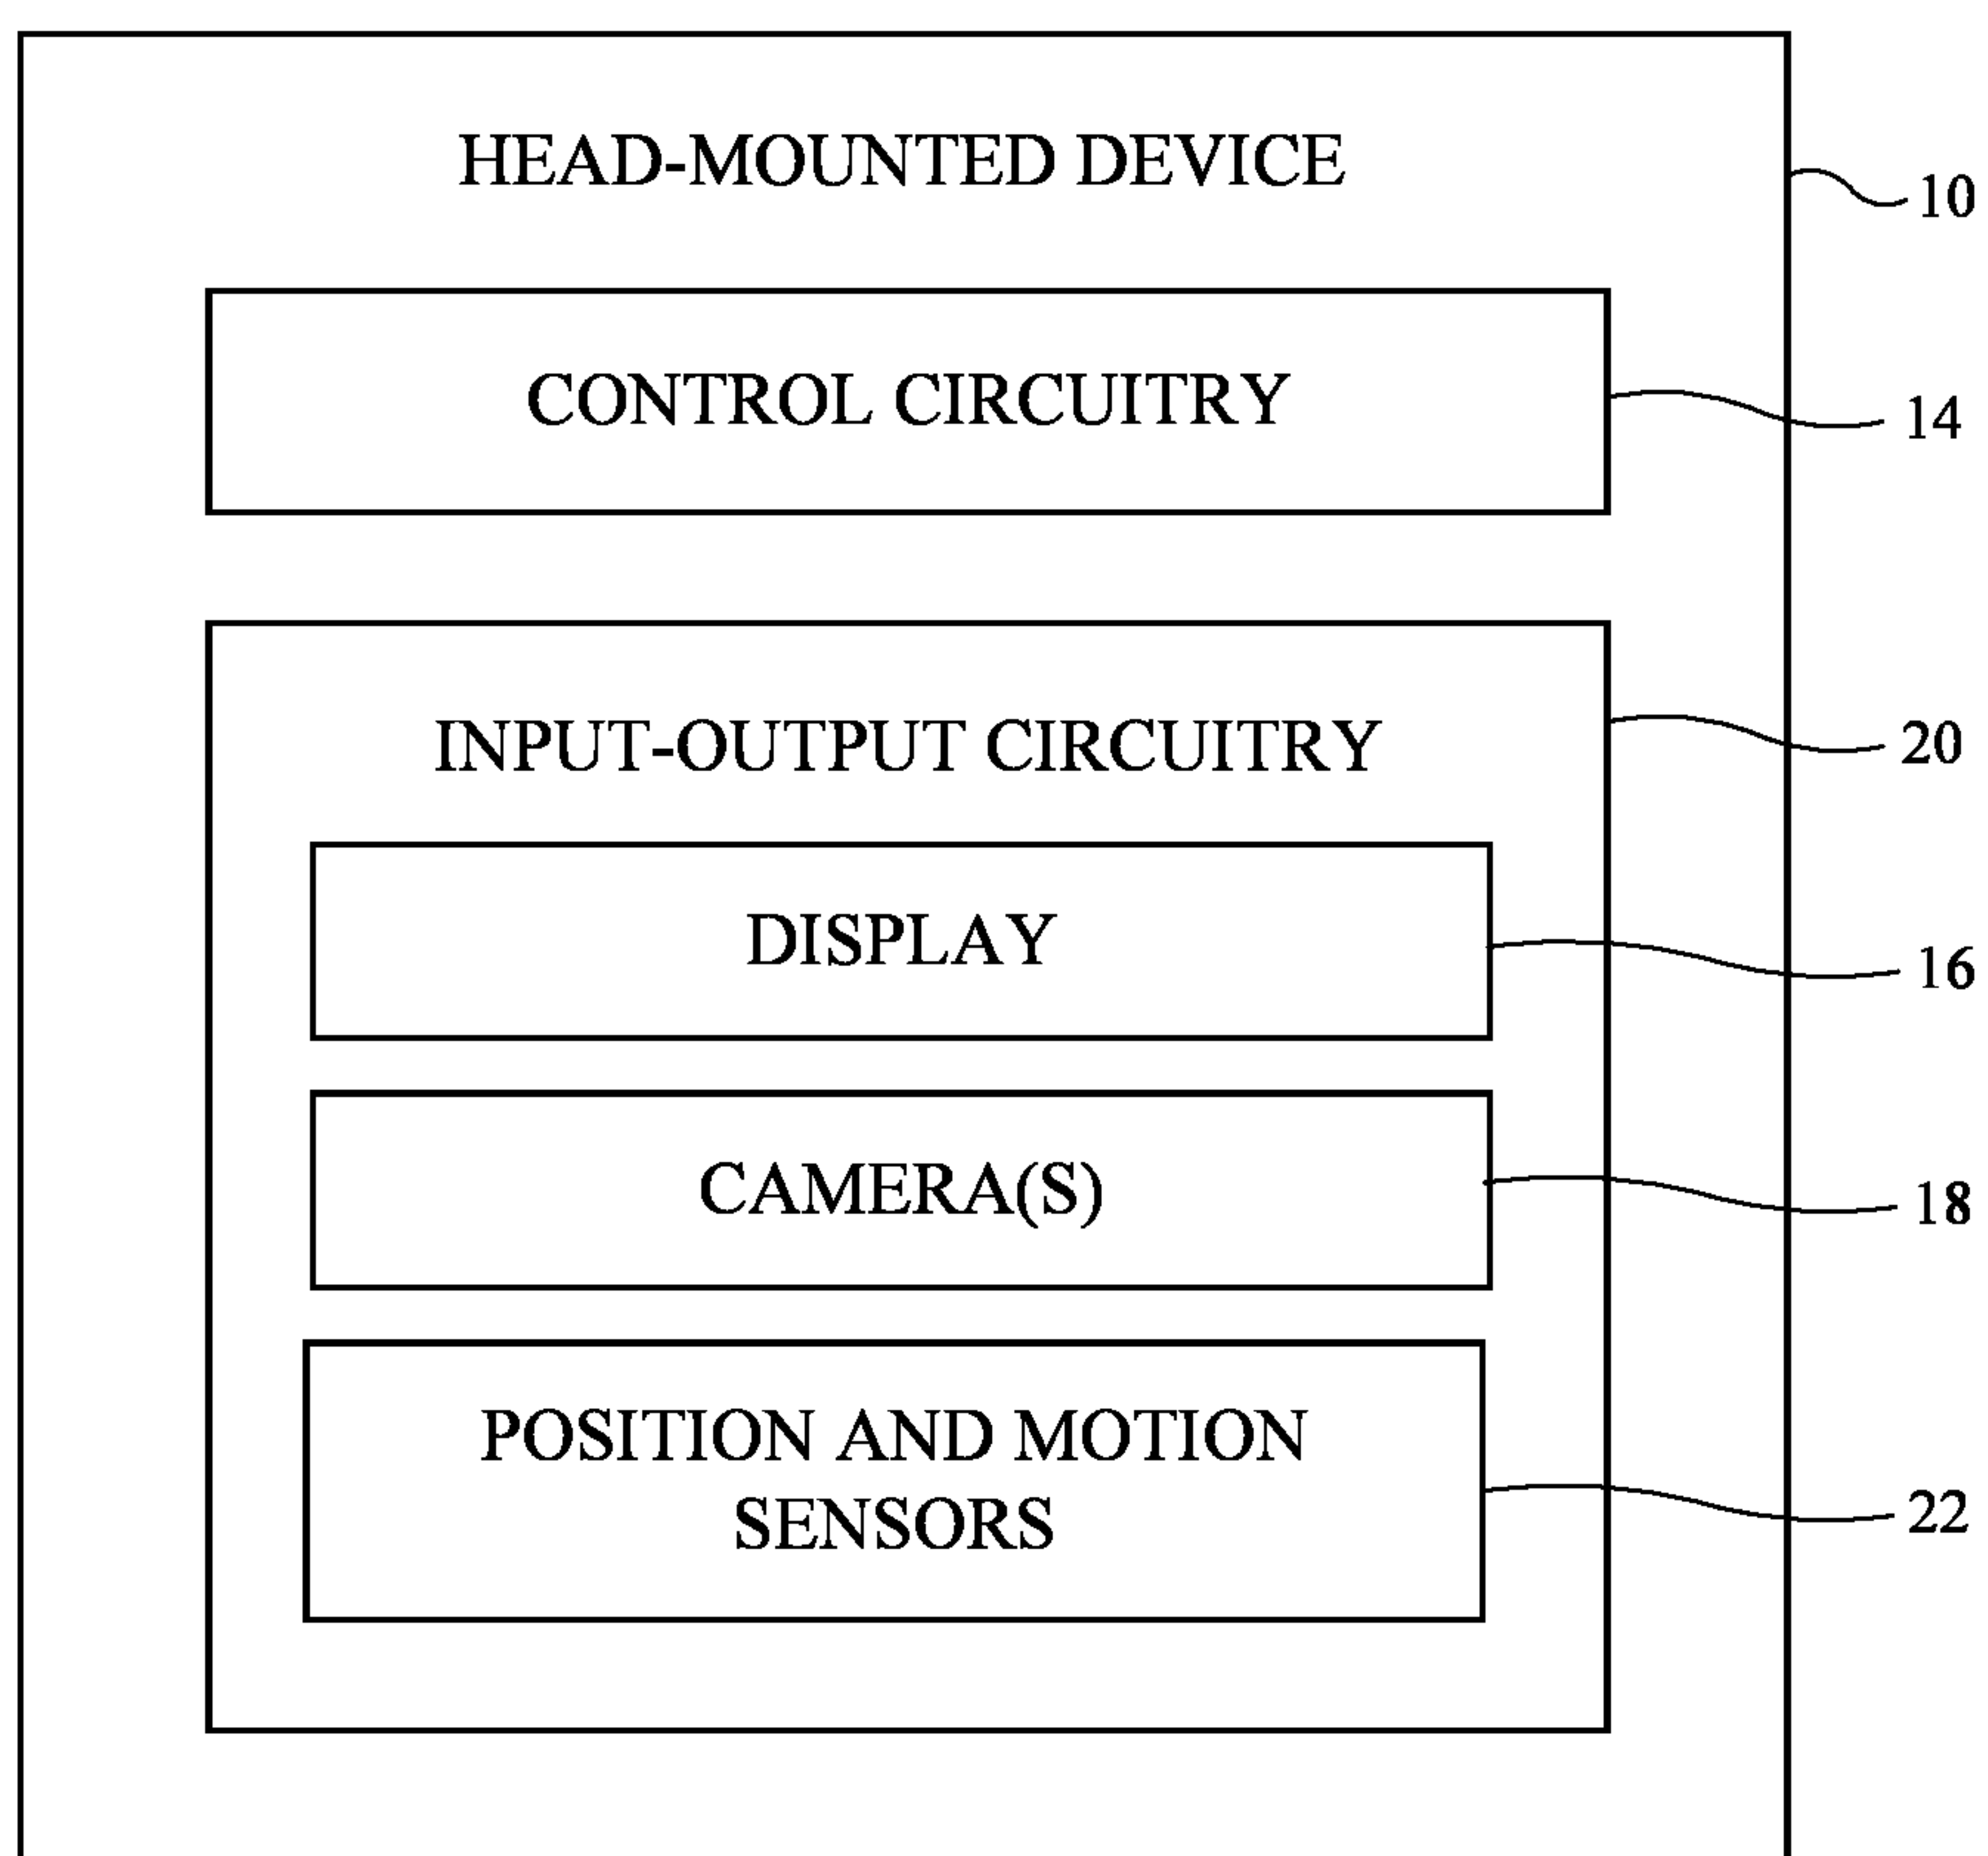 HEAD-MOUNTED DEVICE
10
CONTROL CIRCUITRY
14
INPUT-OUTPUT CIRCUITRY
20
DISPLAY
16
CAMERA(S)
18
POSITION AND MOTION
SENSORS
22